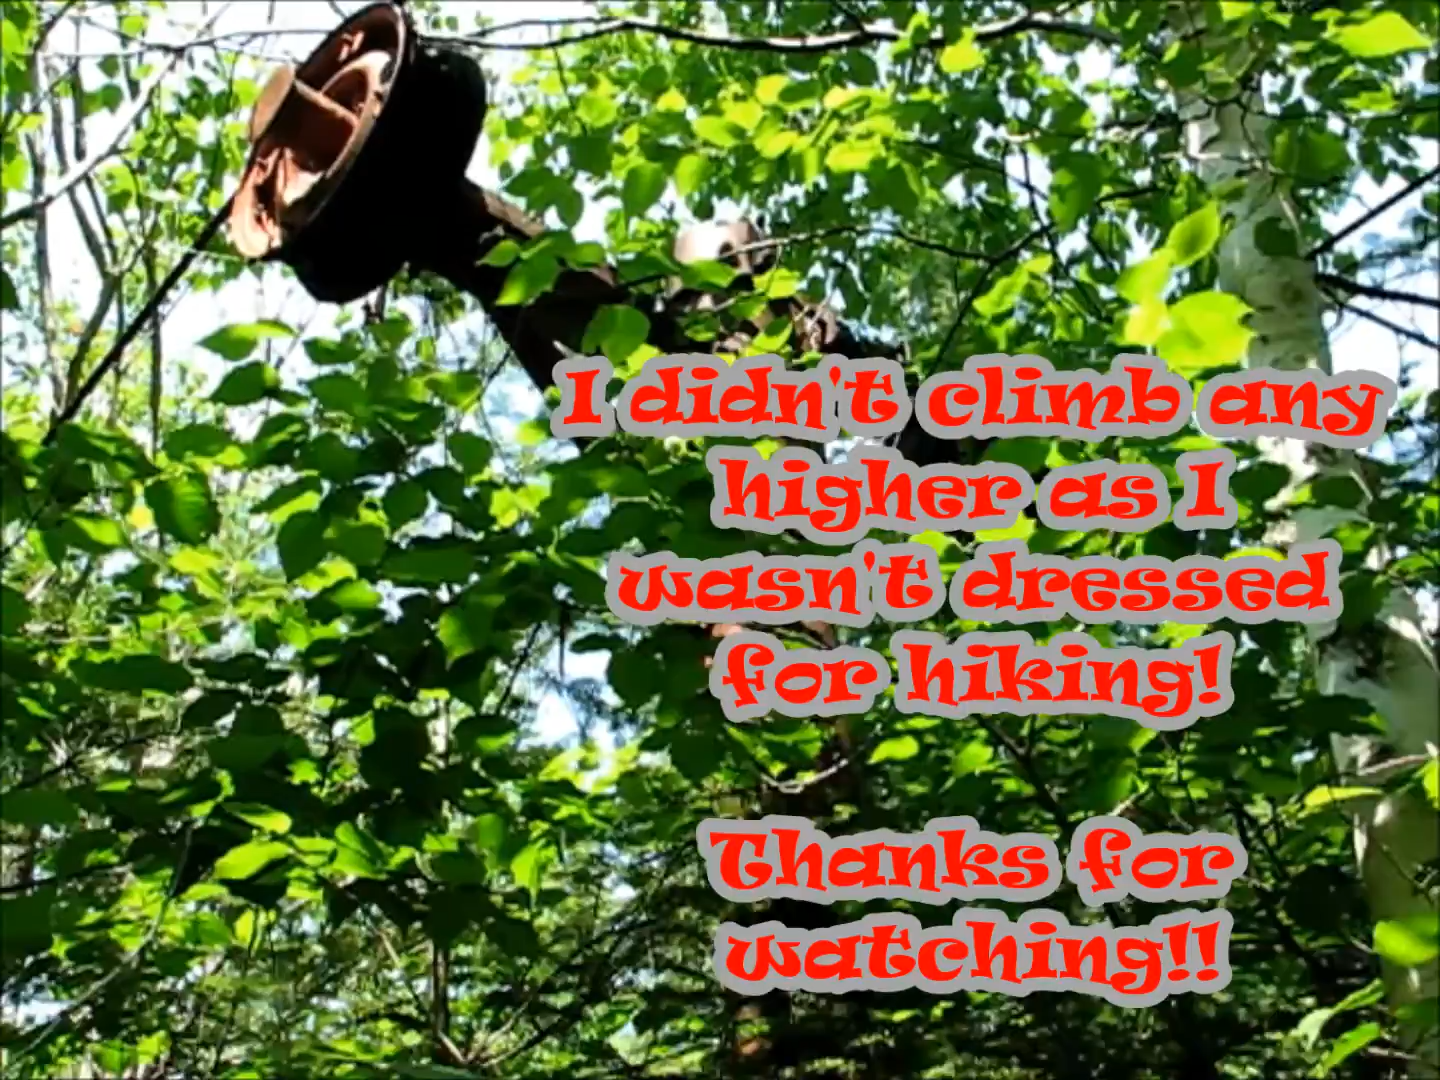 I didn't climb any
higher as I
wasn't dressed
for hiking!
Thanks for
watching!!